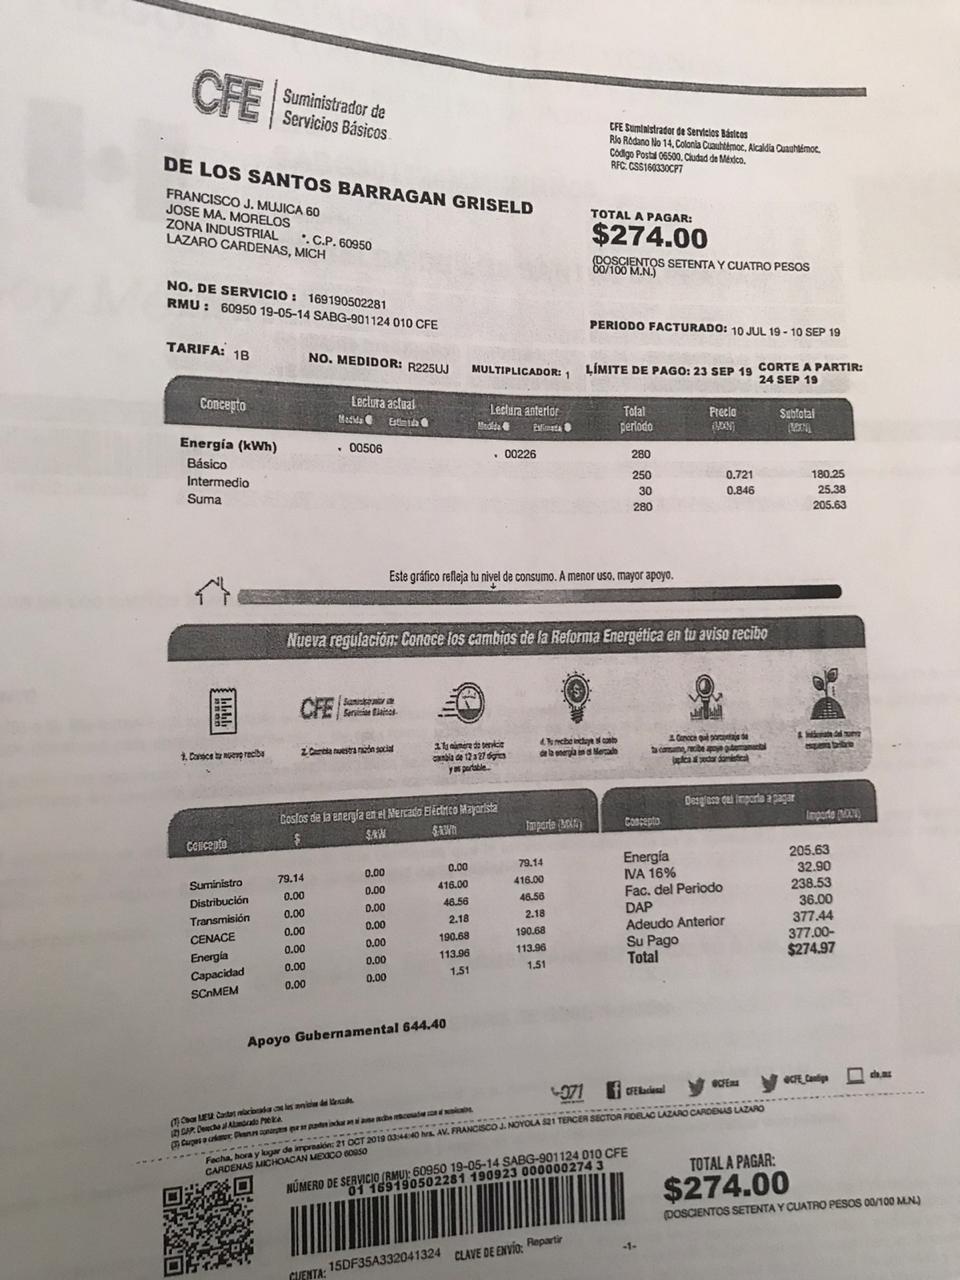 CFE Suministrador de
Servicios Básicos
CFE Suministrador de Servicios Básicos
Río Ródano No 14, Colonia Cuauhtémoc, Alcaldía Cuauhtémoc,
Código Postal 06500, Ciudad de México.
RFC: CSS160330CP7
DE LOS SANTOS BARRAGAN GRISELD
FRANCISCO J. MUJICA 60
JOSE MA. MORELOS
ZONA INDUSTRIAL *. C.P. 60950
LAZARO CARDENAS, MICH
TOTAL A PAGAR:
$274.00
(DOSCIENTOS SETENTA Y CUATRO PESOS
00/100 M.N.)
NO. DE SERVICIO : 169190502281
RMU : 60950 19-05-14 SABG-901124 010 CFE
PERIODO FACTURADO: 10 JUL 19 - 10 SEP 19
TARIFA: 1B NO. MEDIDOR: R225UJ MULTIPLICADOR: 1 LÍMITE DE PAGO: 23 SEP 19 CORTE A PARTIR:
24 SEP 19
Concepto Lectura actual Lectura anterior Total Precio Subtotal
Medida Estimada Medida Estimada periodo (MXN) (MXN)
Energía (kWh) 00506 00226 280
Básico 250 0.721 180.25
Intermedio 30 0.846 25.38
Suma 280 205.63
Este gráfico refleja tu nivel de consumo. A menor uso, mayor apoyo.
Nueva regulación: Conoce los cambios de la Reforma Energética en tu aviso recibo
CFE Suministrador de
Servicios Básicos
1. Conoce tu nuevo recibo
2. Cambia nuestra razón social
3. Tu número de servicio
cambia de 12 a 27 dígitos
y es portable...
4. Tu recibo incluye el costo
de la energía en el Mercado
5. Conoce qué porcentaje de
tu consumo, recibe apoyo gubernamental
(aplica al sector doméstico)
esquema tarifario
Costos de la energía en el Mercado Eléctrico Mayorista
Concepto $ $/kW $/kWh Importe (MXN)
Suministro 79.14 0.00 0.00 79.14
Distribución 0.00 0.00 416.00 416.00
Transmisión 0.00 0.00 46.56 46.56
CENACE 0.00 0.00 2.18 2.18
Energía 0.00 0.00 190.68 190.68
Capacidad 0.00 0.00 113.96 113.96
SCnMEM 0.00 0.00 1.51 1.51
Desglose del importe a pagar
Concepto Importe (MXN)
Energía 205.63
IVA 16% 32.90
Fac. del Periodo 238.53
DAP 36.00
Adeudo Anterior 377.44
Su Pago 377.00-
Total $274.97
Apoyo Gubernamental 644.40
071 CFENacional @CFEmx @CFE_Contigo cfe.mx
(2) DAP: Derecho al Alumbrado Público.
Fecha, hora y lugar de impresión: 21 OCT 2019 03:44:40 hrs. AV. FRANCISCO J. NOYOLA 521 TERCER SECTOR FIDELAC LAZARO CARDENAS LAZARO
CARDENAS MICHOACAN MEXICO 60950
NÚMERO DE SERVICIO (RMU): 60950 19-05-14 SABG-901124 010 CFE
01 169190502281 190923 000000274 3
TOTAL A PAGAR:
$274.00
(DOSCIENTOS SETENTA Y CUATRO PESOS 00/100 M.N.)
CUENTA: 15DF35A332041324 CLAVE DE ENVÍO: Repartir -1-